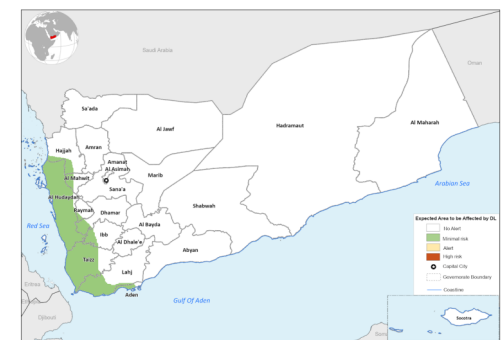 Saudi Arabia
Oman
Sa'ada
Al Jawf
Hadramaut
Al Maharah
Hajjah
Amran
Amanat
Al Asimah
Marib
Al Mahwit
Sana'a
Al Hudaydah
Raymah
Dhamar
Shabwah
Arabian Sea
Red Sea
Ibb
Al Bayda
Al Dhale'e
Abyan
Taizz
Lahj
Aden
Gulf Of Aden
Eritrea
Djibouti
Socotra
Expected Area to be Affected by DL
No Alert
Minimal risk
Alert
High risk
Capital City
Governorate Boundary
Coastline